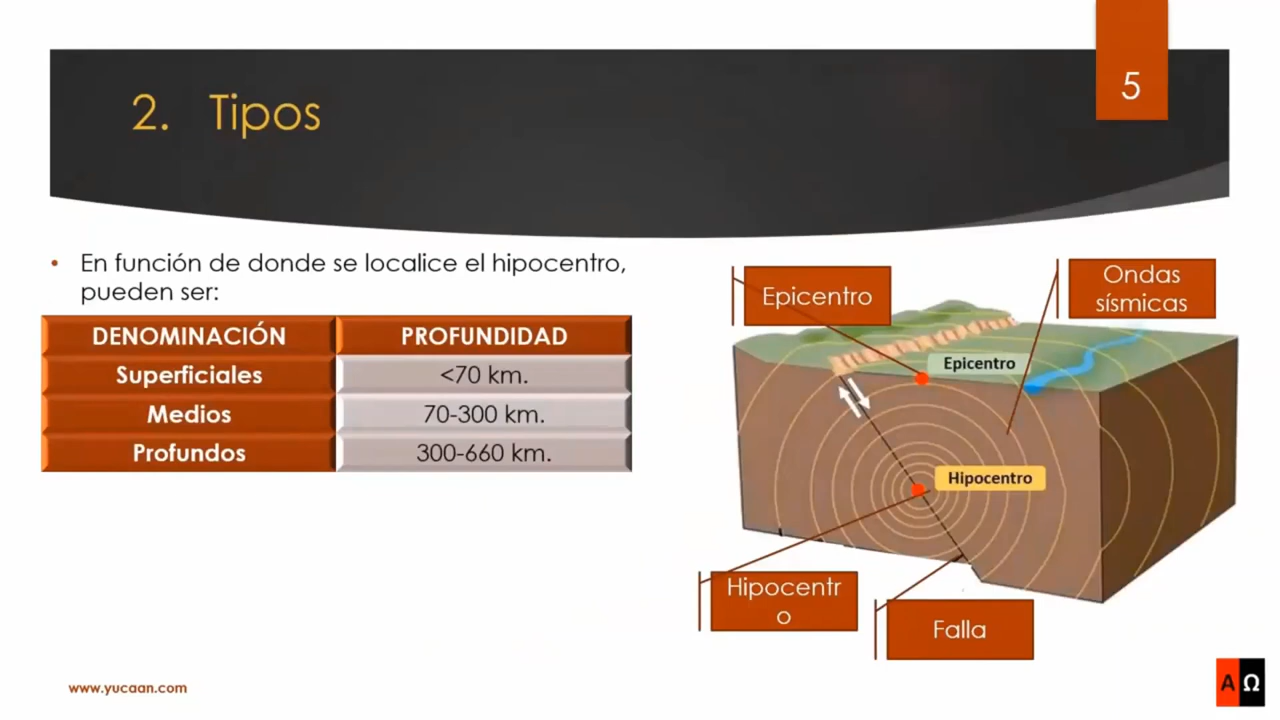 5
2. Tipos
• En función de donde se localice el hipocentro,
pueden ser:
DENOMINACIÓN PROFUNDIDAD
Superficiales <70 km.
Medios 70-300 km.
Profundos 300-660 km.
Epicentro
Ondas
sísmicas
Epicentro
Hipocentro
Hipocentr
o
Falla
www.yucaan.com
AΩ